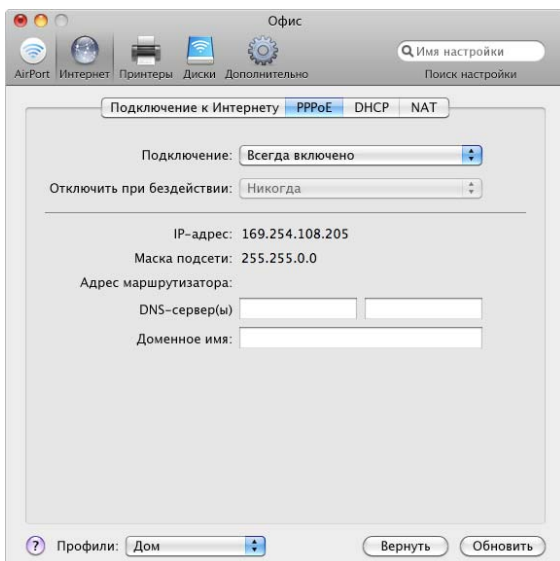 Офис
AirPort Интернет Принтеры Диски Дополнительно
Имя настройки
Поиск настройки
Подключение к Интернету PPPoE DHCP NAT
Подключение: Всегда включено
Отключить при бездействии: Никогда
IP-адрес: 169.254.108.205
Маска подсети: 255.255.0.0
Адрес маршрутизатора:
DNS-сервер(ы)
Доменное имя:
? Профили: Дом Вернуть Обновить